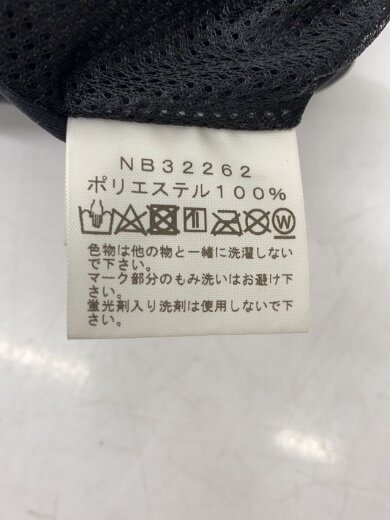 NB32262
ポリエステル100%
W
色物は他の物と一緒に洗濯しない
で下さい。
マーク部分のもみ洗いはお避け下
さい。
蛍光剤入り洗剤は使用しないで下
さい。